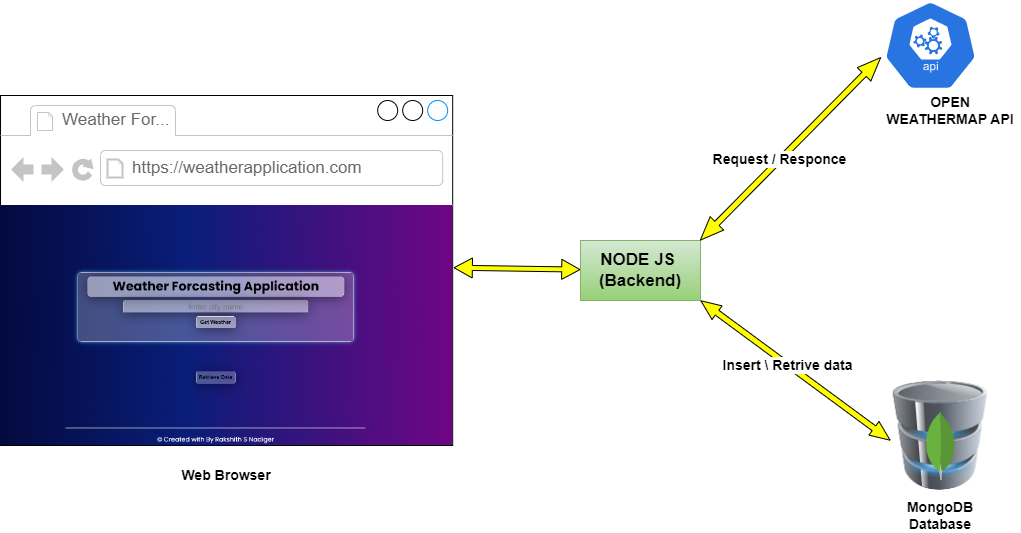 Weather For...
https://weatherapplication.com
Weather Forcasting Application
Enter city name
Get Weather
Retrieve Data
© Created with By Rakshith S Nadiger
Web Browser
NODE JS
(Backend)
Request / Responce
api
OPEN
WEATHERMAP API
Insert \ Retrive data
MongoDB
Database